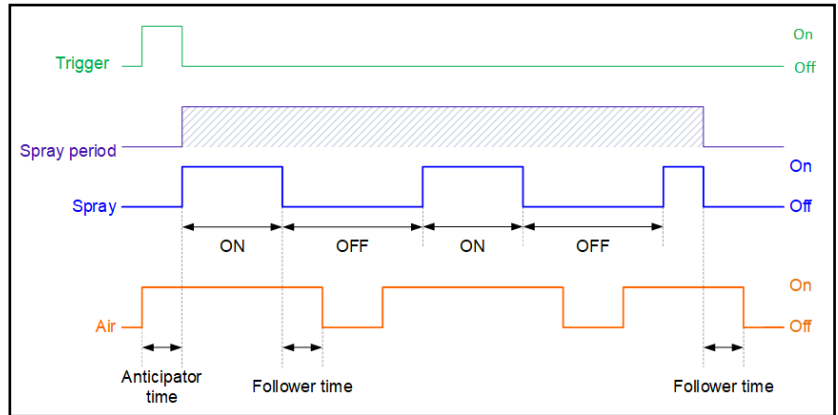 On
Trigger
Off
Spray period
On
Spray
Off
ON
OFF
ON
OFF
On
Air
Off
Anticipator
time
Follower time
Follower time